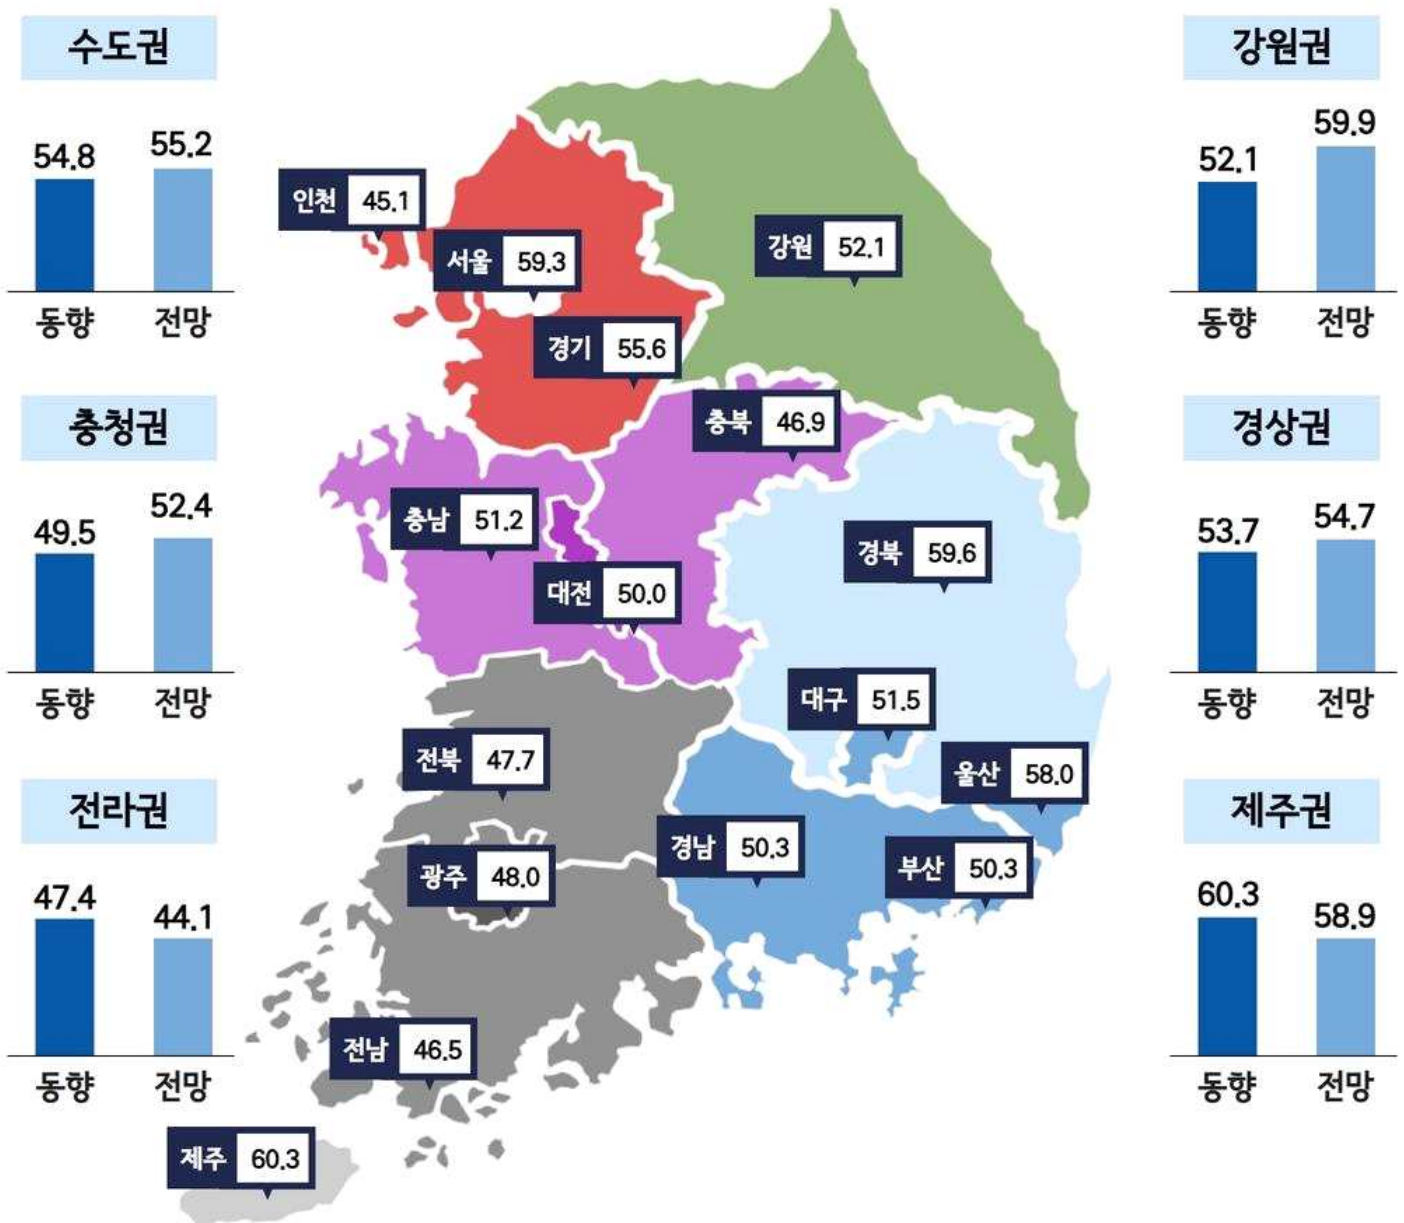 수도권
54.8 55.2
동향 전망
충청권
49.5 52.4
동향 전망
전라권
47.4 44.1
동향 전망
인천 45.1
서울 59.3
경기 55.6
강원 52.1
충북 46.9
충남 51.2
대전 50.0
경북 59.6
대구 51.5
울산 58.0
전북 47.7
경남 50.3
부산 50.3
광주 48.0
전남 46.5
제주 60.3
강원권
52.1 59.9
동향 전망
경상권
53.7 54.7
동향 전망
제주권
60.3 58.9
동향 전망